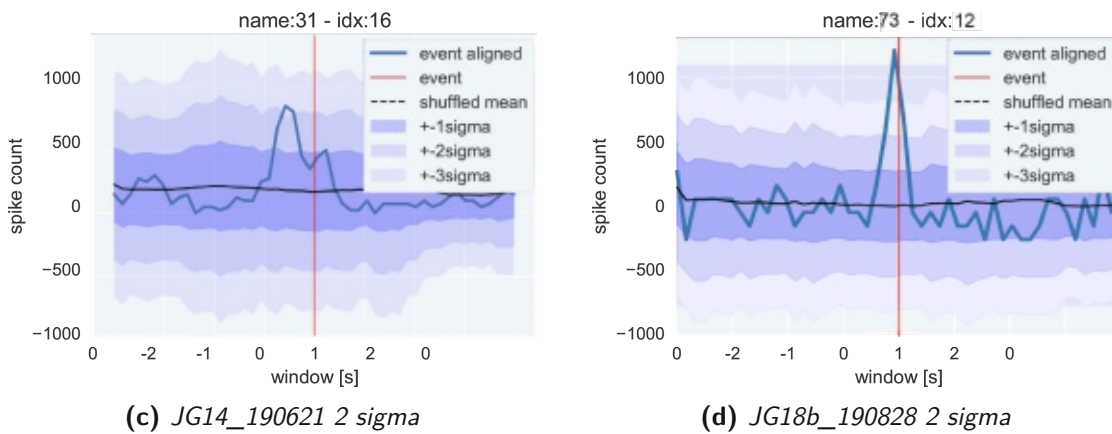 name:31 - idx:16
1000
500
0
−500
−1000
spike count
0 -2 -1 0 1 2 0
window [s]
event aligned
event
shuffled mean
+-1sigma
+-2sigma
+-3sigma
(c) JG14_190621 2 sigma
name:73 - idx:12
1000
500
0
−500
−1000
spike count
0 -2 -1 0 1 2 0
window [s]
event aligned
event
shuffled mean
+-1sigma
+-2sigma
+-3sigma
(d) JG18b_190828 2 sigma